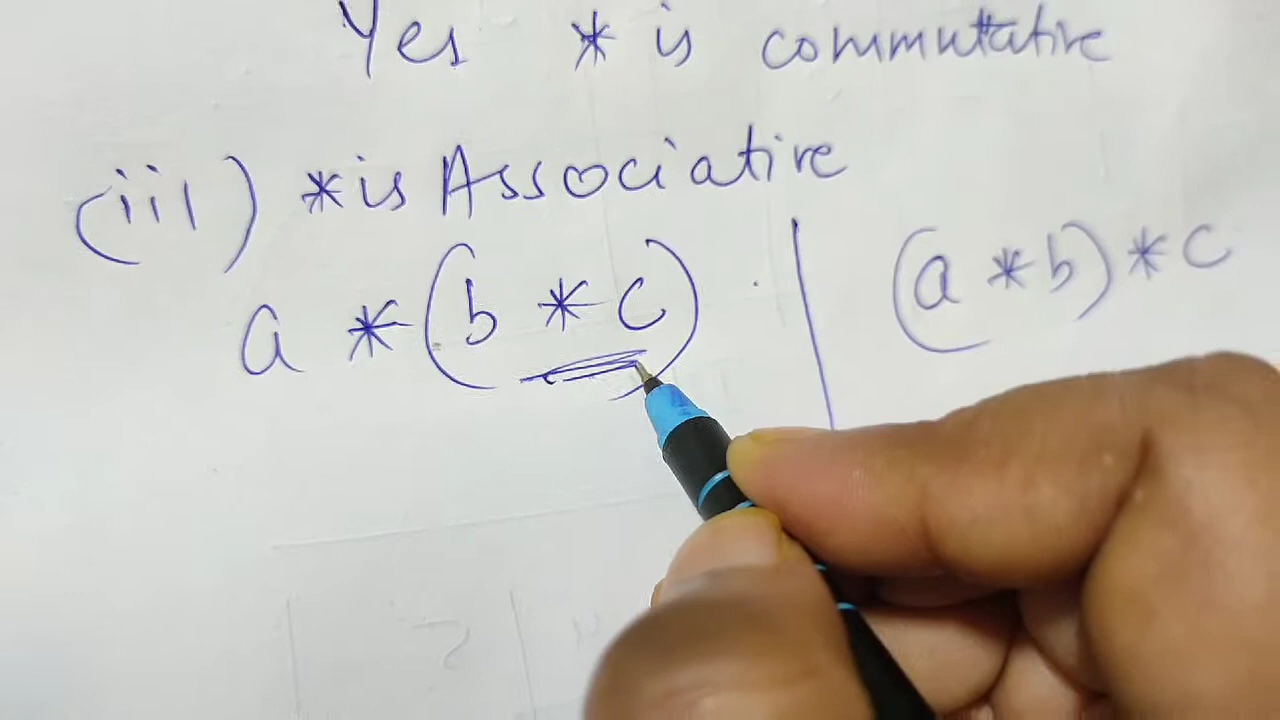 Yes * is commutative
(iii) * is Associative
a * (b * c) | (a * b) * c